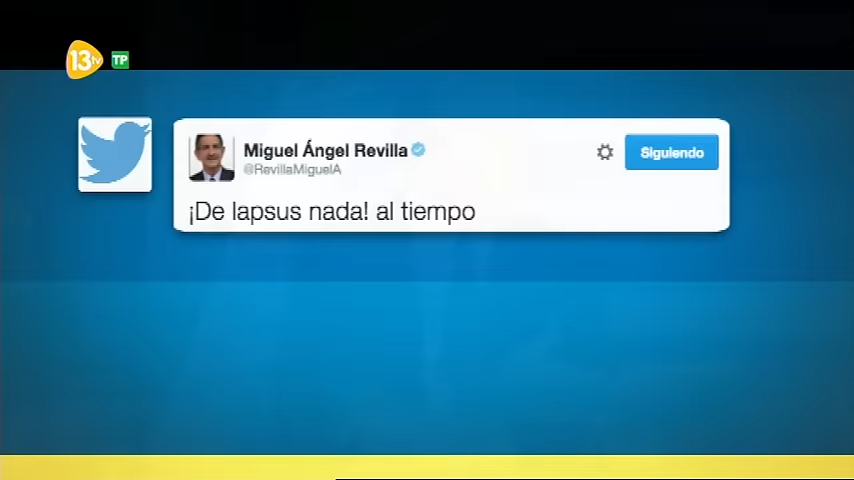 13tv
TP
Miguel Ángel Revilla
@RevillaMiguelA
Siguiendo
¡De lapsus nada! al tiempo